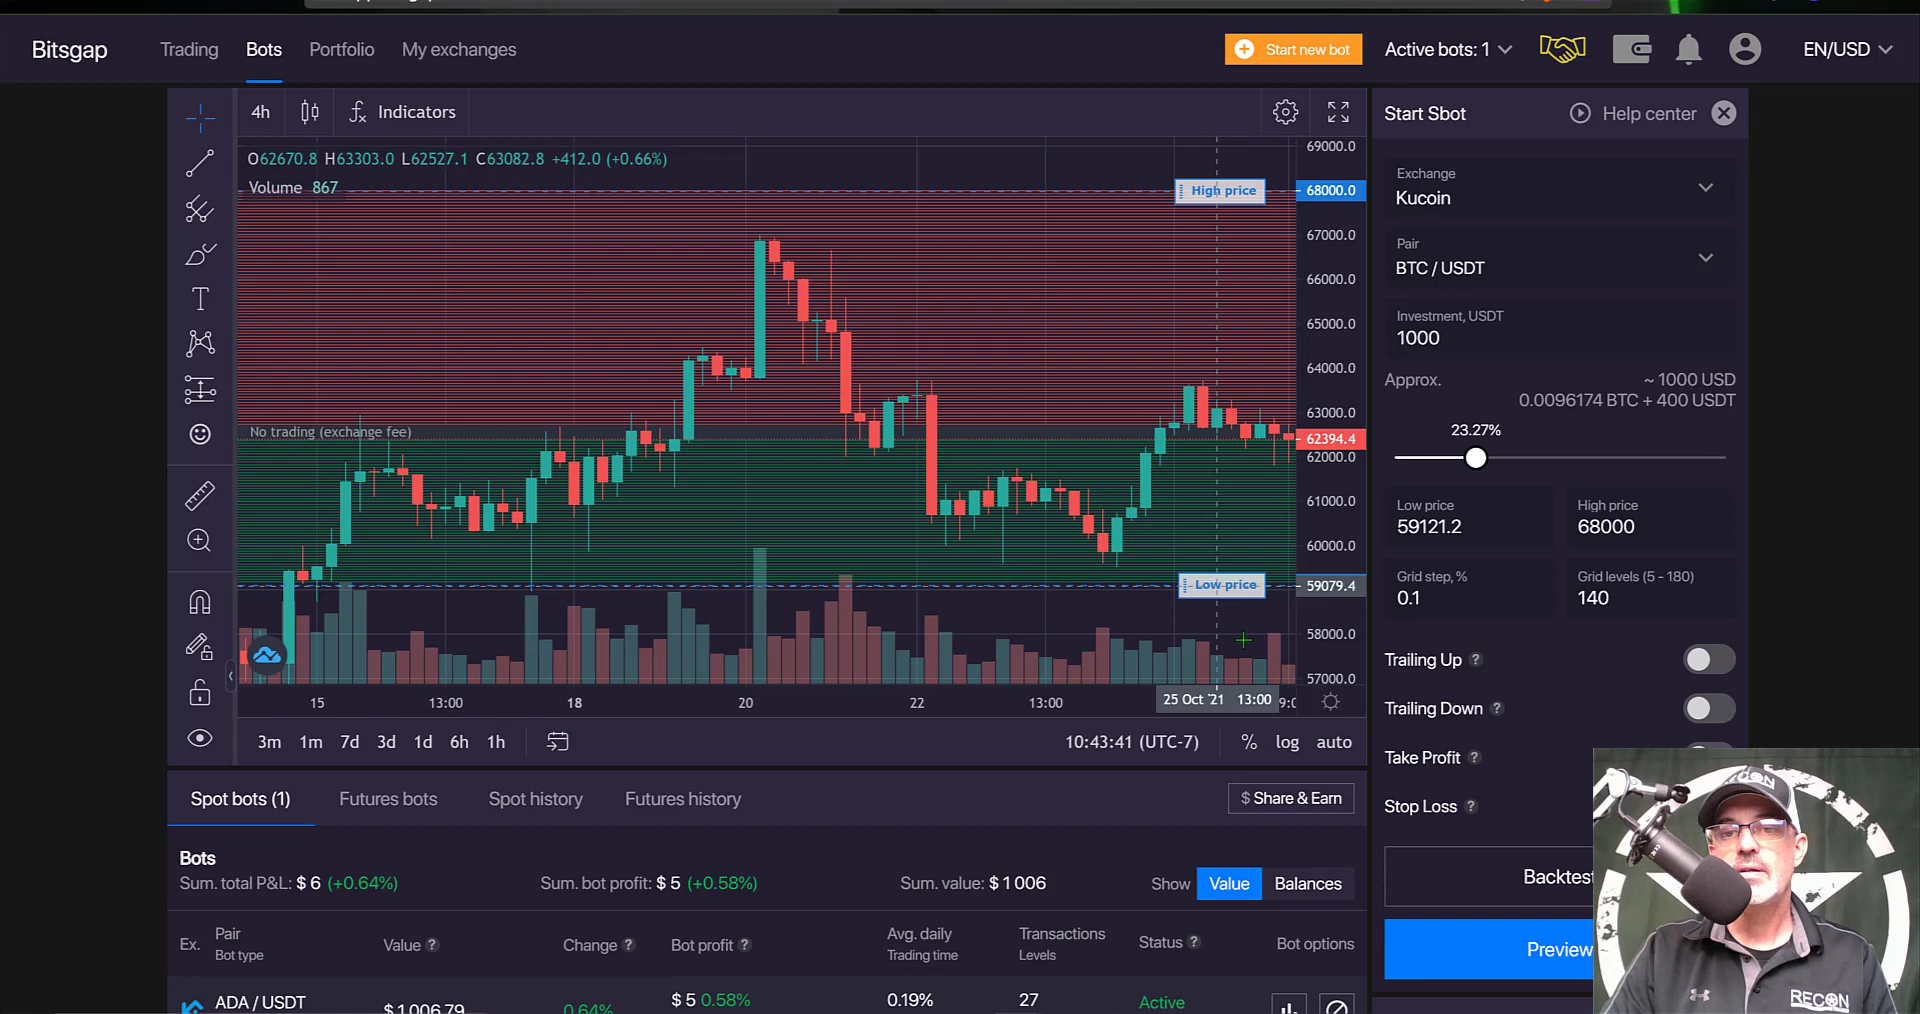 Bitsgap
Trading
Bots
Portfolio
My exchanges
Start new bot
Active bots: 1
EN/USD
4h
Indicators
O62670.8 H63303.0 L62527.1 C63082.8 +412.0 (+0.66%)
Volume 867
No trading (exchange fee)
High price
Low price
69000.0
68000.0
67000.0
66000.0
65000.0
64000.0
63000.0
62394.4
62000.0
61000.0
60000.0
59079.4
58000.0
57000.0
15
13:00
18
20
22
13:00
25 Oct '21 13:00
3m
1m
7d
3d
1d
6h
1h
10:43:41 (UTC-7)
%
log
auto
Start Sbot
Help center
Exchange
Kucoin
Pair
BTC / USDT
Investment, USDT
1000
Approx.
~ 1000 USD
0.0096174 BTC + 400 USDT
23.27%
Low price
59121.2
High price
68000
Grid step, %
0.1
Grid levels (5 - 180)
140
Trailing Up ?
Trailing Down ?
Take Profit ?
Stop Loss ?
Backtest
Preview
Spot bots (1)
Futures bots
Spot history
Futures history
$ Share & Earn
Bots
Sum. total P&L: $ 6 (+0.64%)
Sum. bot profit: $ 5 (+0.58%)
Sum. value: $ 1 006
Show
Value
Balances
Ex.
Pair
Bot type
Value ?
Change ?
Bot profit ?
Avg. daily
Trading time
Transactions
Levels
Status ?
Bot options
ADA / USDT
$ 1 006.79
0.64%
$ 5 0.58%
0.19%
27
Active
RECON
RECON